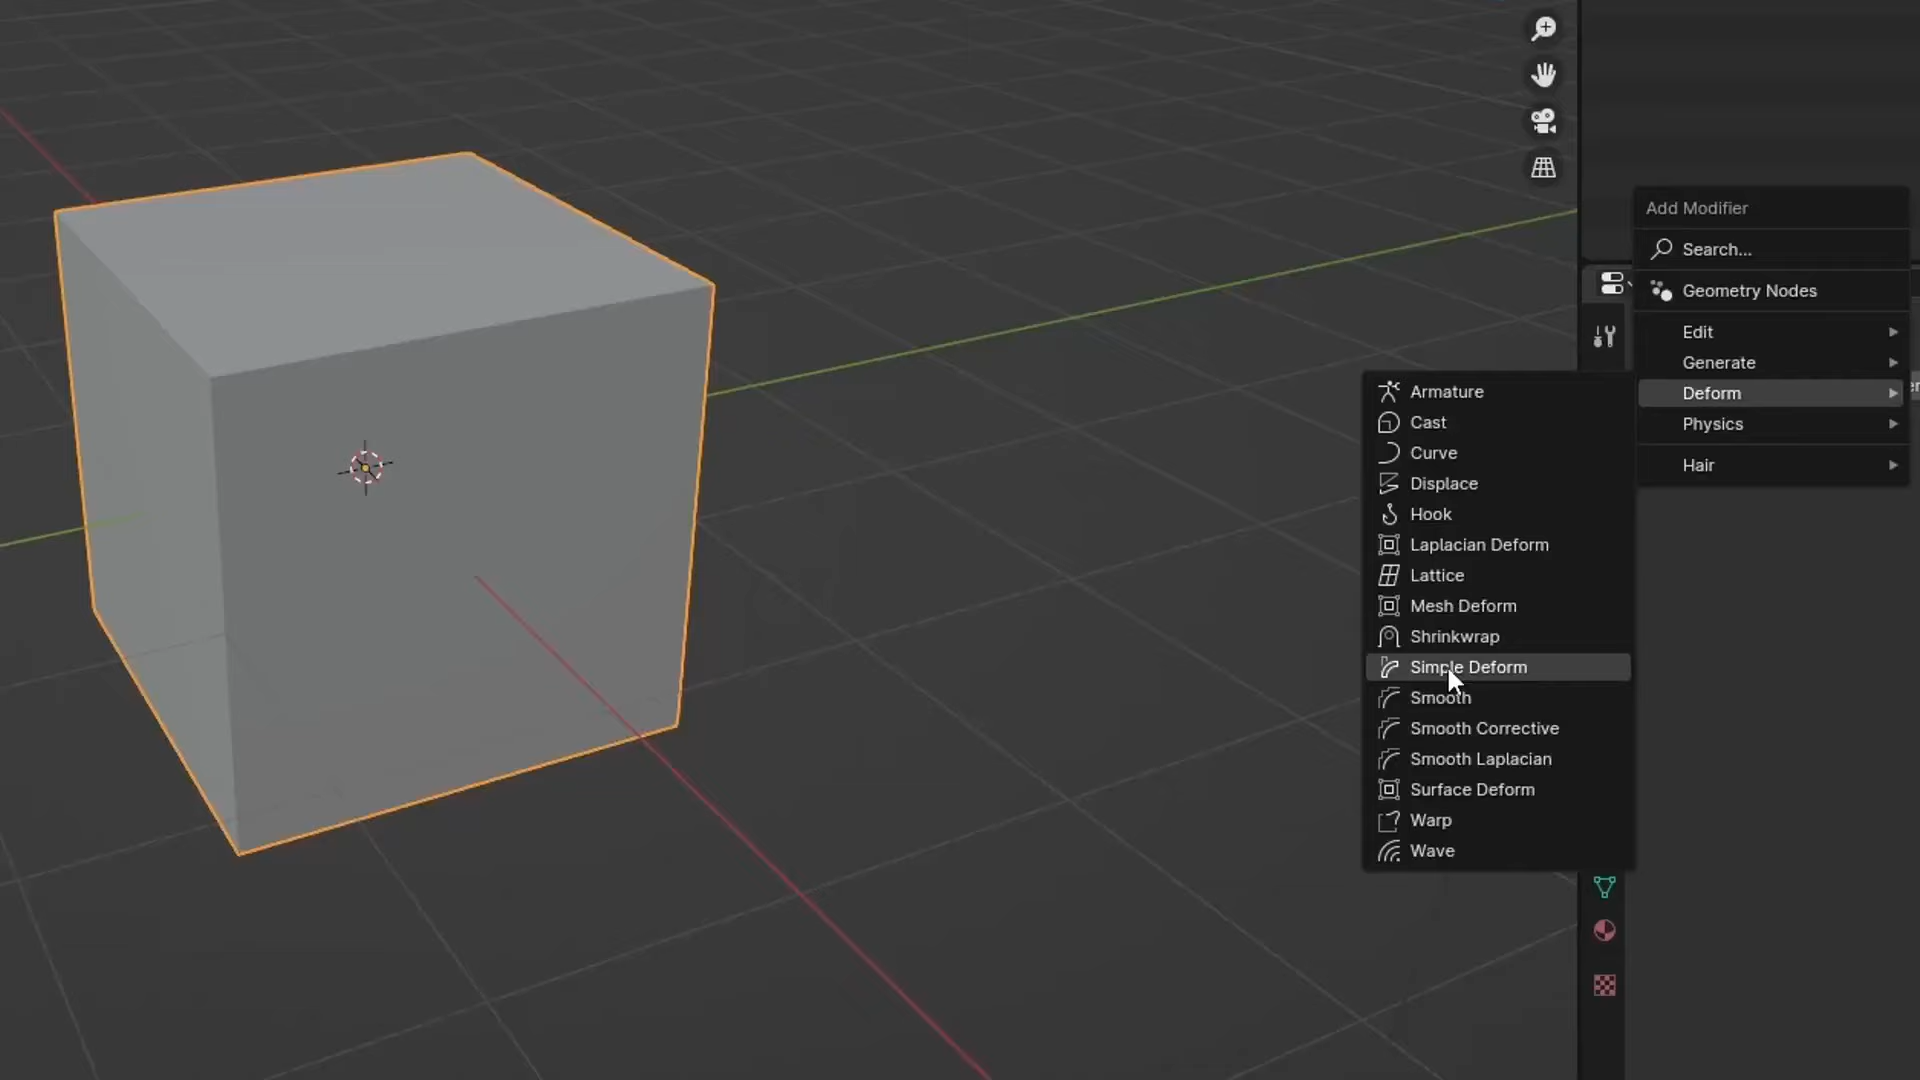 Add Modifier
Search...
Geometry Nodes
Edit
Generate
Deform
Physics
Hair
Armature
Cast
Curve
Displace
Hook
Laplacian Deform
Lattice
Mesh Deform
Shrinkwrap
Simple Deform
Smooth
Smooth Corrective
Smooth Laplacian
Surface Deform
Warp
Wave